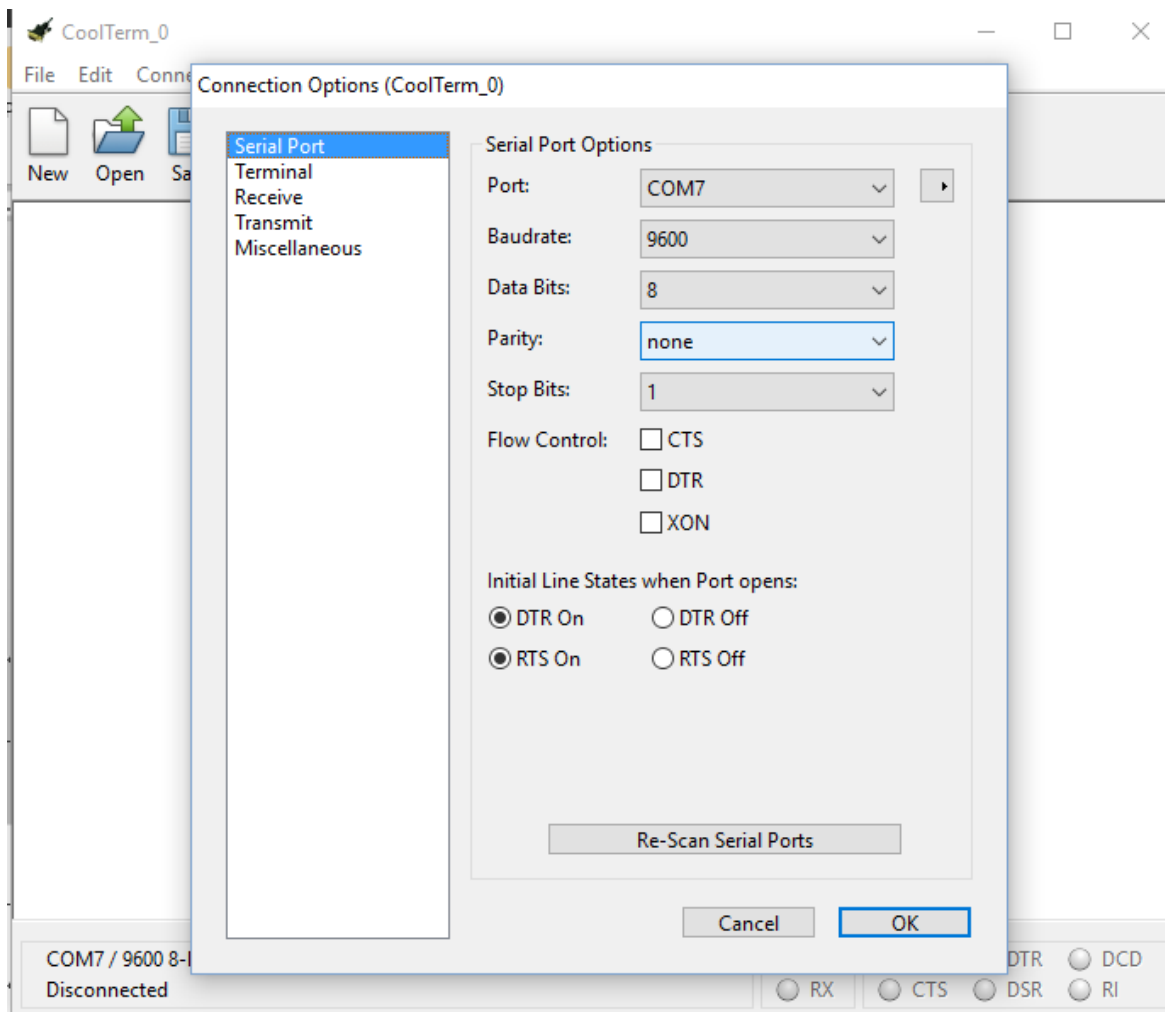 CoolTerm_0
File Edit Conne
Connection Options (CoolTerm_0)
New Open Sa
Serial Port
Terminal
Receive
Transmit
Miscellaneous
Serial Port Options
Port: COM7
Baudrate: 9600
Data Bits: 8
Parity: none
Stop Bits: 1
Flow Control: CTS
DTR
XON
Initial Line States when Port opens:
DTR On DTR Off
RTS On RTS Off
Re-Scan Serial Ports
Cancel OK
COM7 / 9600 8- DTR DCD
Disconnected RX CTS DSR RI